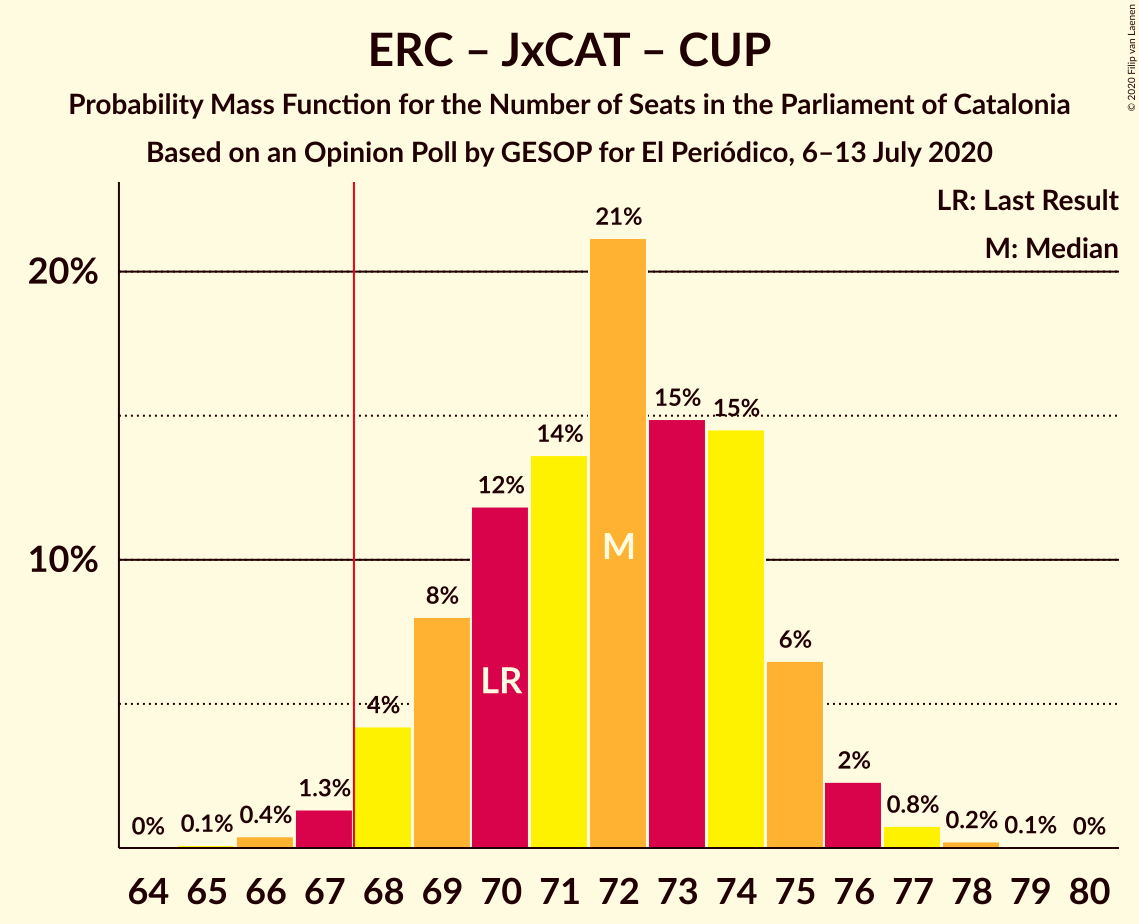 ERC – JxCAT – CUP
Probability Mass Function for the Number of Seats in the Parliament of Catalonia
Based on an Opinion Poll by GESOP for El Periódico, 6–13 July 2020
© 2020 Filip van Laenen
LR: Last Result
M: Median
20%
10%
0%
0.1%
0.4%
1.3%
4%
8%
12%
14%
21%
15%
15%
6%
2%
0.8%
0.2%
0.1%
0%
LR
M
64 65 66 67 68 69 70 71 72 73 74 75 76 77 78 79 80